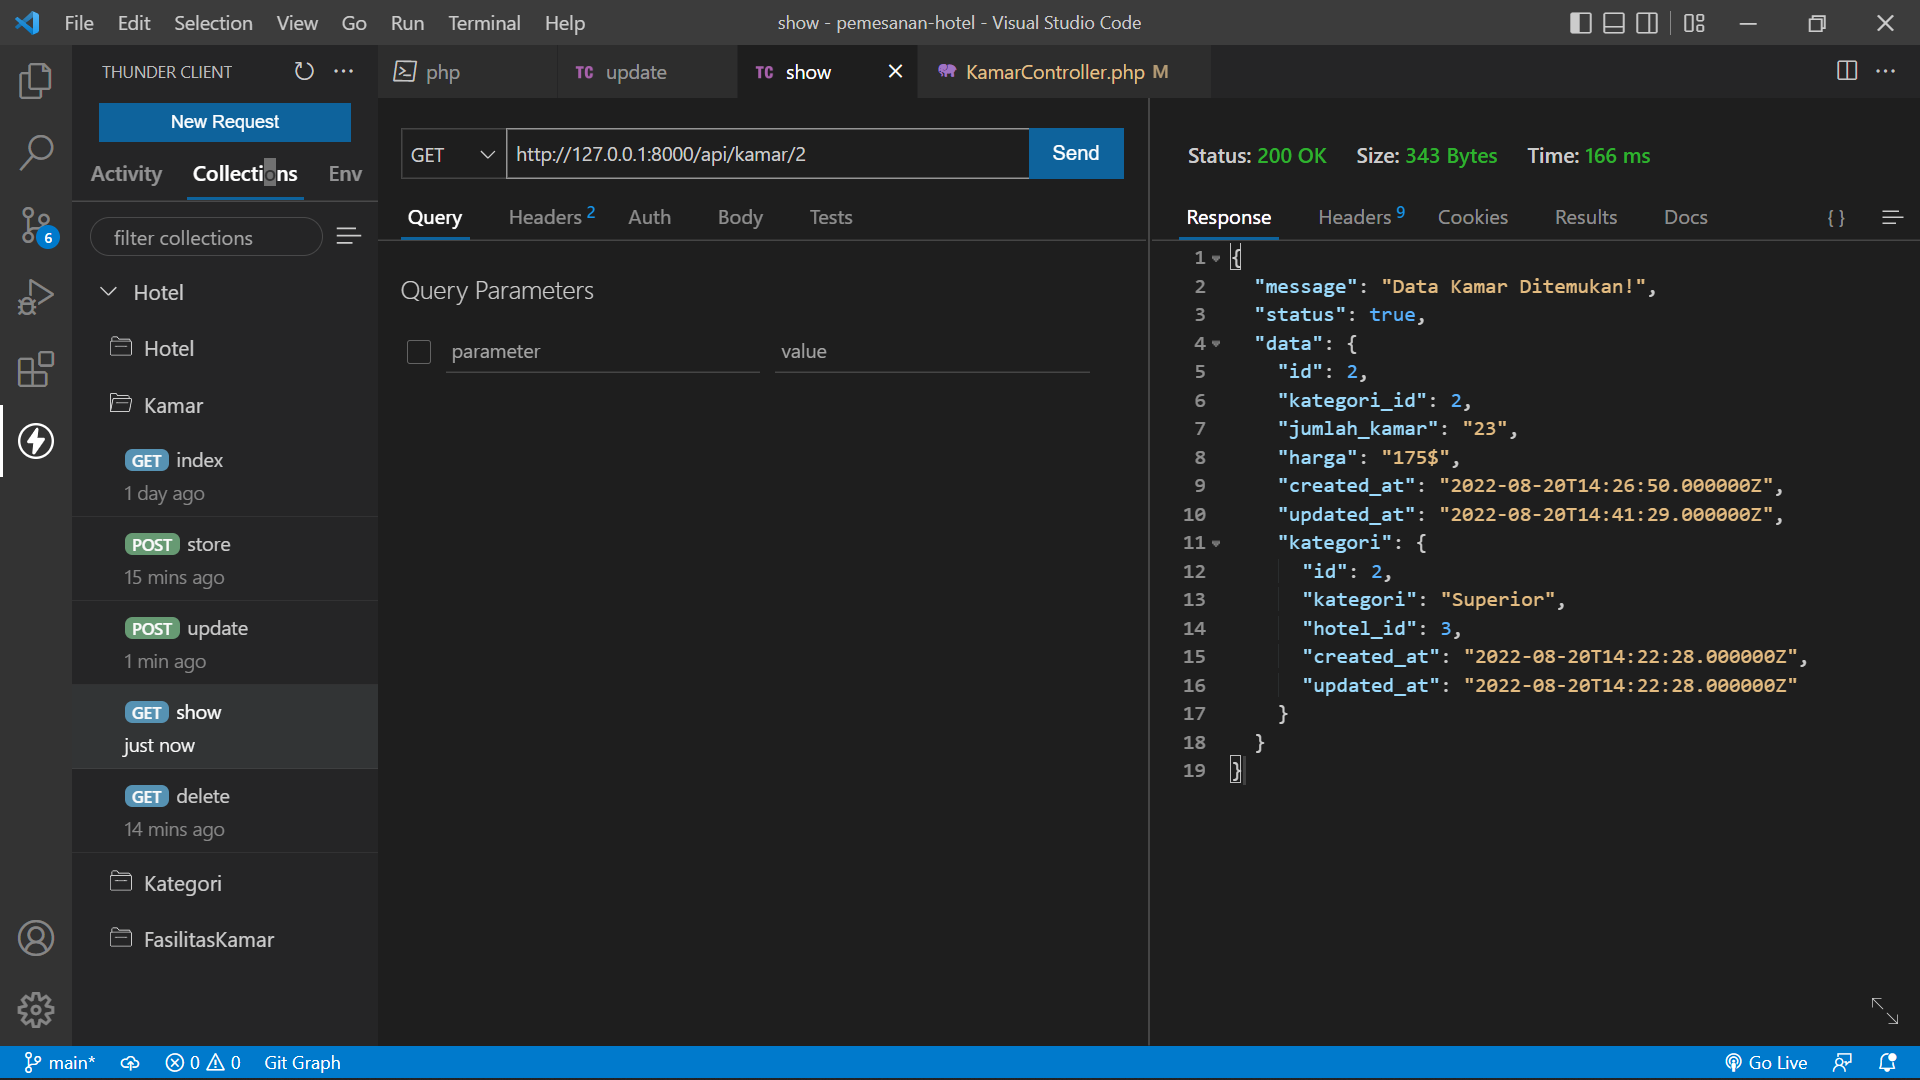 File Edit Selection View Go Run Terminal Help
show - pemesanan-hotel - Visual Studio Code
THUNDER CLIENT
New Request
Activity Collections Env
filter collections
Hotel
Hotel
Kamar
GET index
1 day ago
POST store
15 mins ago
POST update
1 min ago
GET show
just now
GET delete
14 mins ago
Kategori
FasilitasKamar
6
php
TC update
TC show
KamarController.php M
GET http://127.0.0.1:8000/api/kamar/2 Send
Query Headers 2 Auth Body Tests
Query Parameters
parameter value
Status: 200 OK Size: 343 Bytes Time: 166 ms
Response Headers 9 Cookies Results Docs { }
1 {
2 "message": "Data Kamar Ditemukan!",
3 "status": true,
4 "data": {
5 "id": 2,
6 "kategori_id": 2,
7 "jumlah_kamar": "23",
8 "harga": "175$",
9 "created_at": "2022-08-20T14:26:50.000000Z",
10 "updated_at": "2022-08-20T14:41:29.000000Z",
11 "kategori": {
12 "id": 2,
13 "kategori": "Superior",
14 "hotel_id": 3,
15 "created_at": "2022-08-20T14:22:28.000000Z",
16 "updated_at": "2022-08-20T14:22:28.000000Z"
17 }
18 }
19 }
main* 0 0 Git Graph
Go Live